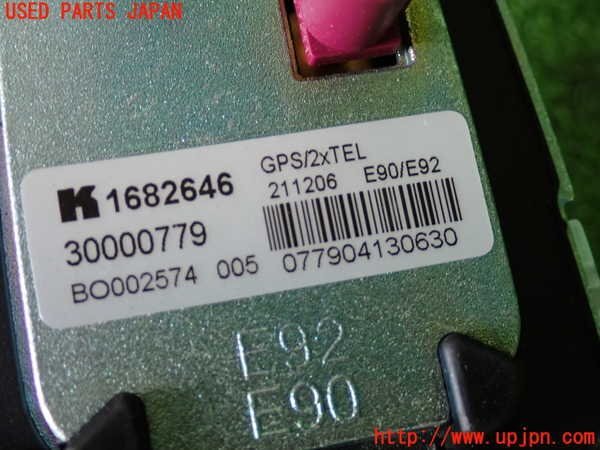 USED PARTS JAPAN
GPS/2xTEL
K 1682646
211206 E90/E92
30000779
BO002574 005
077904130630
E92
E90
http://www.upjpn.com/